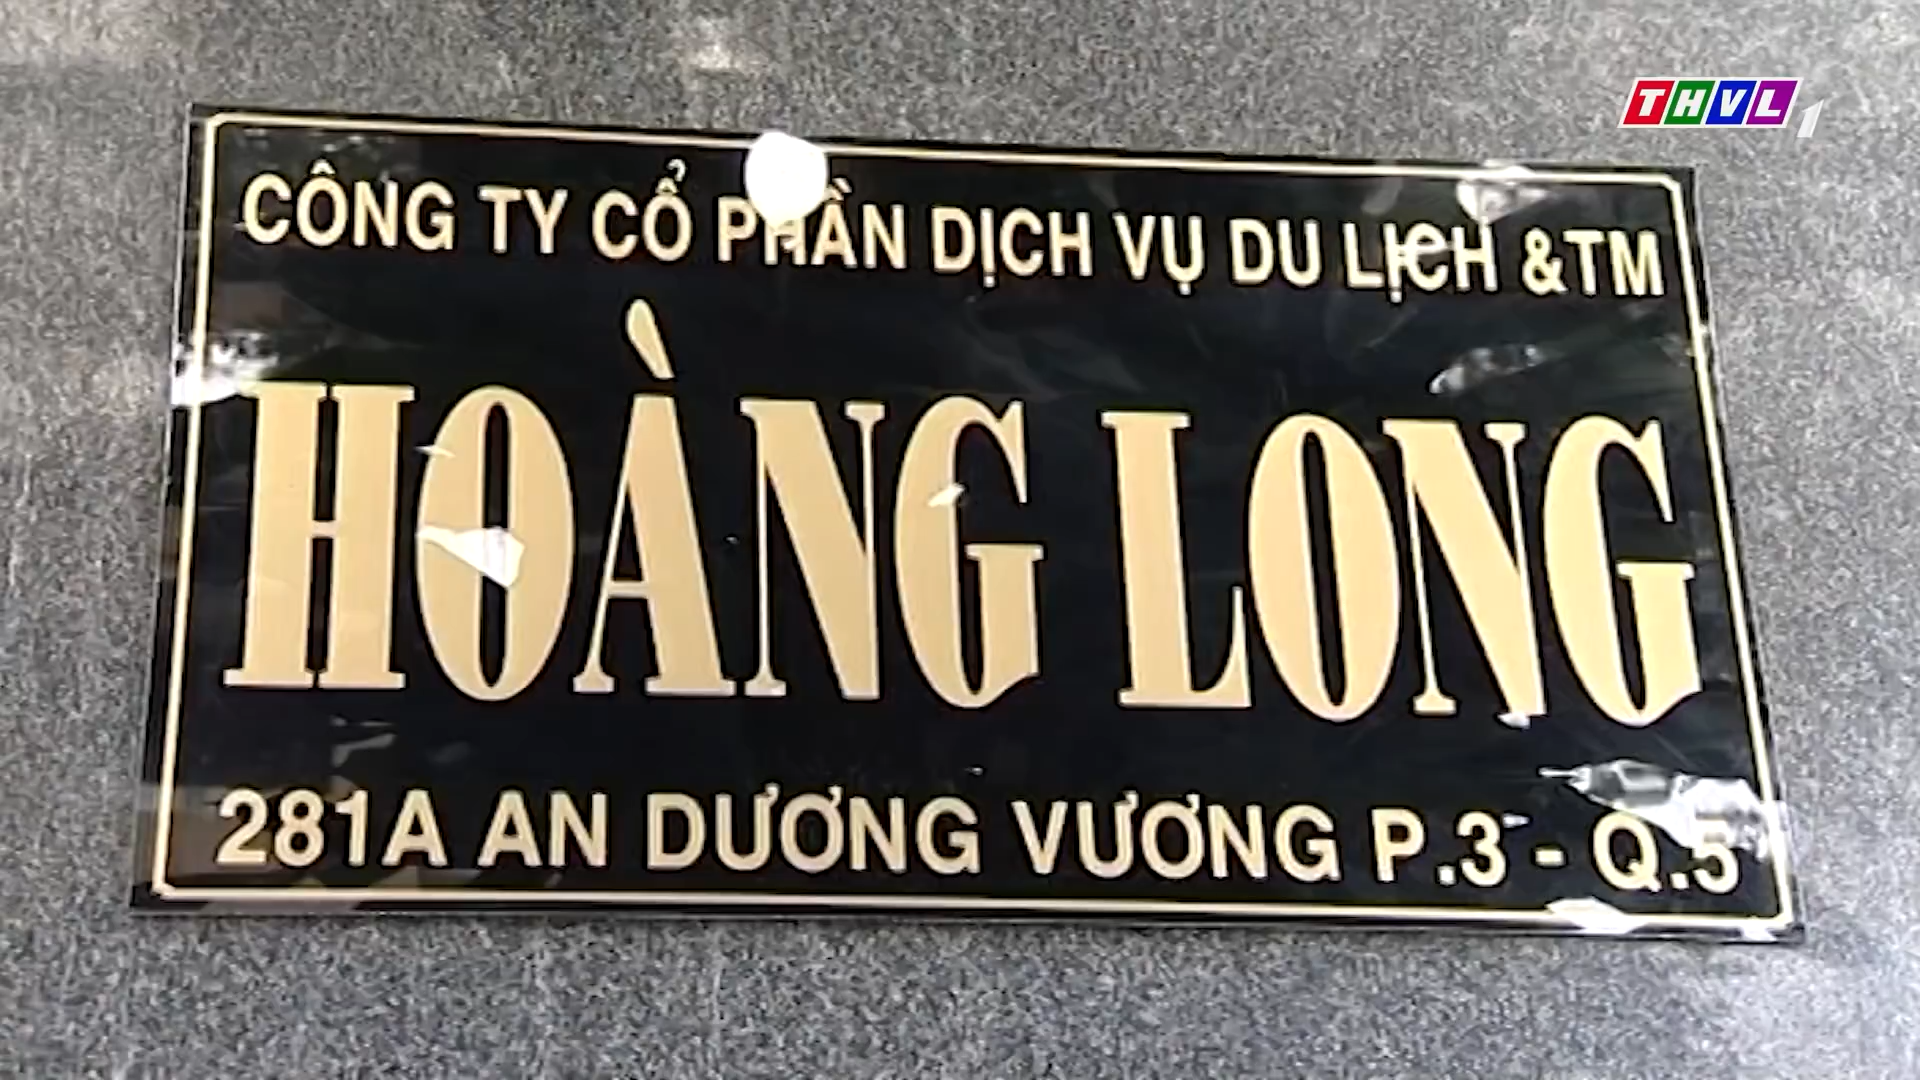 THVL1
CÔNG TY CỔ PHẦN DỊCH VỤ DU LỊCH &TM
HOÀNG LONG
281A AN DƯƠNG VƯƠNG P.3 - Q.5